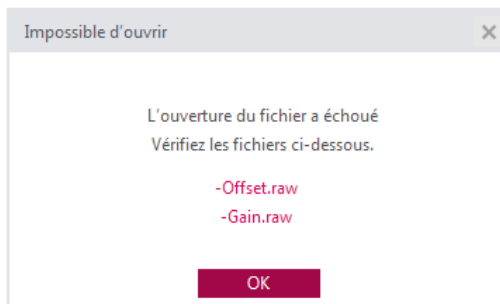 Impossible d'ouvrir
L'ouverture du fichier a échoué
Vérifiez les fichiers ci-dessous.
-Offset.raw
-Gain.raw
OK